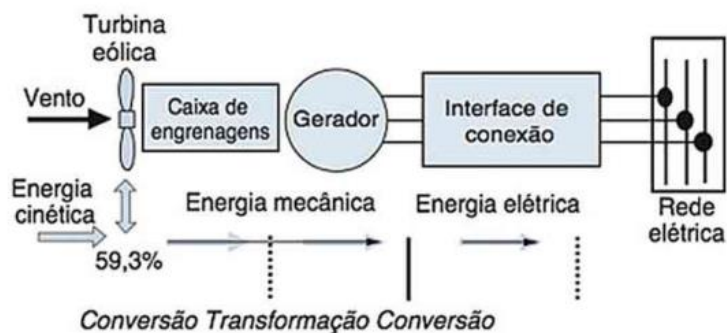 Turbina
eólica
Vento
Caixa de
engrenagens
Gerador
Interface de
conexão
Energia
cinética
59,3%
Energia mecânica
Energia elétrica
Rede
elétrica
Conversão Transformação Conversão